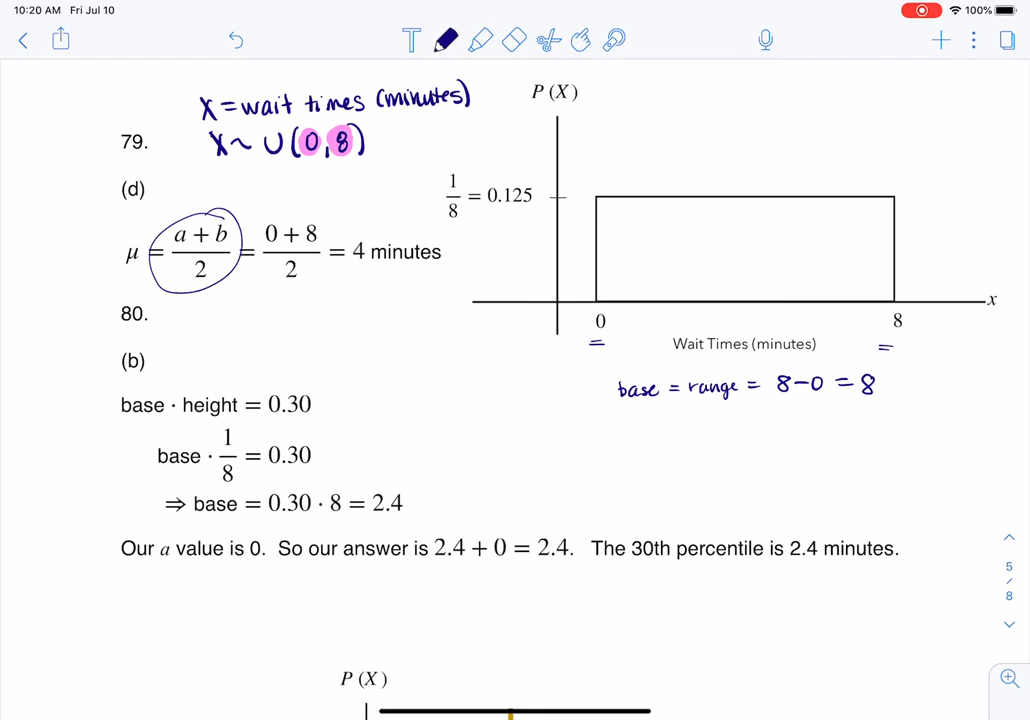 10:20 AM Fri Jul 10
100%
X = wait times (minutes)
P (X)
79.
X ~ U (0, 8)
(d)
1/8 = 0.125
μ = a + b / 2 = 0 + 8 / 2 = 4 minutes
x
0
8
Wait Times (minutes)
80.
(b)
base = range = 8 – 0 = 8
base · height = 0.30
base · 1/8 = 0.30
⇒ base = 0.30 · 8 = 2.4
Our a value is 0. So our answer is 2.4 + 0 = 2.4. The 30th percentile is 2.4 minutes.
5
/
8
P (X)